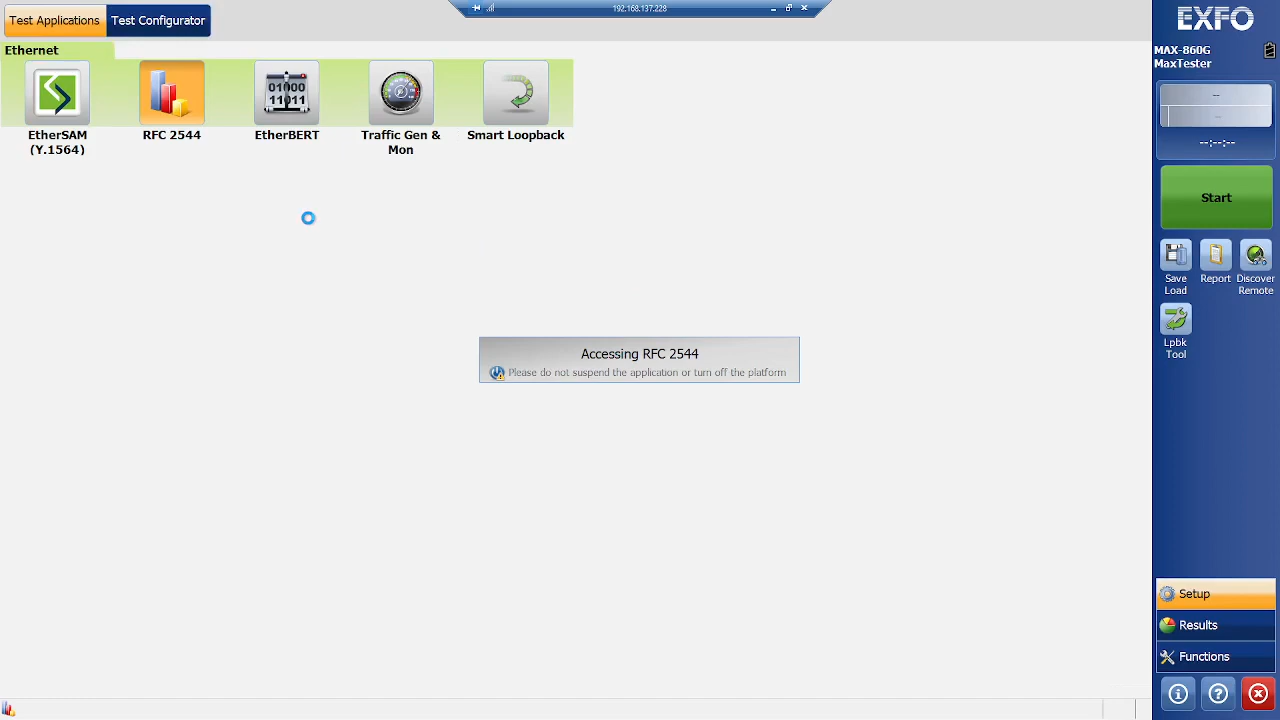 Test Applications
Test Configurator
192.168.137.228
EXFO
Ethernet
MAX-860G
MaxTester
EtherSAM
(Y.1564)
RFC 2544
01000
11011
EtherBERT
Traffic Gen &
Mon
Smart Loopback
--
--
--:--:--
Start
Save
Load
Report
Discover
Remote
Lpbk
Tool
Accessing RFC 2544
Please do not suspend the application or turn off the platform
Setup
Results
Functions